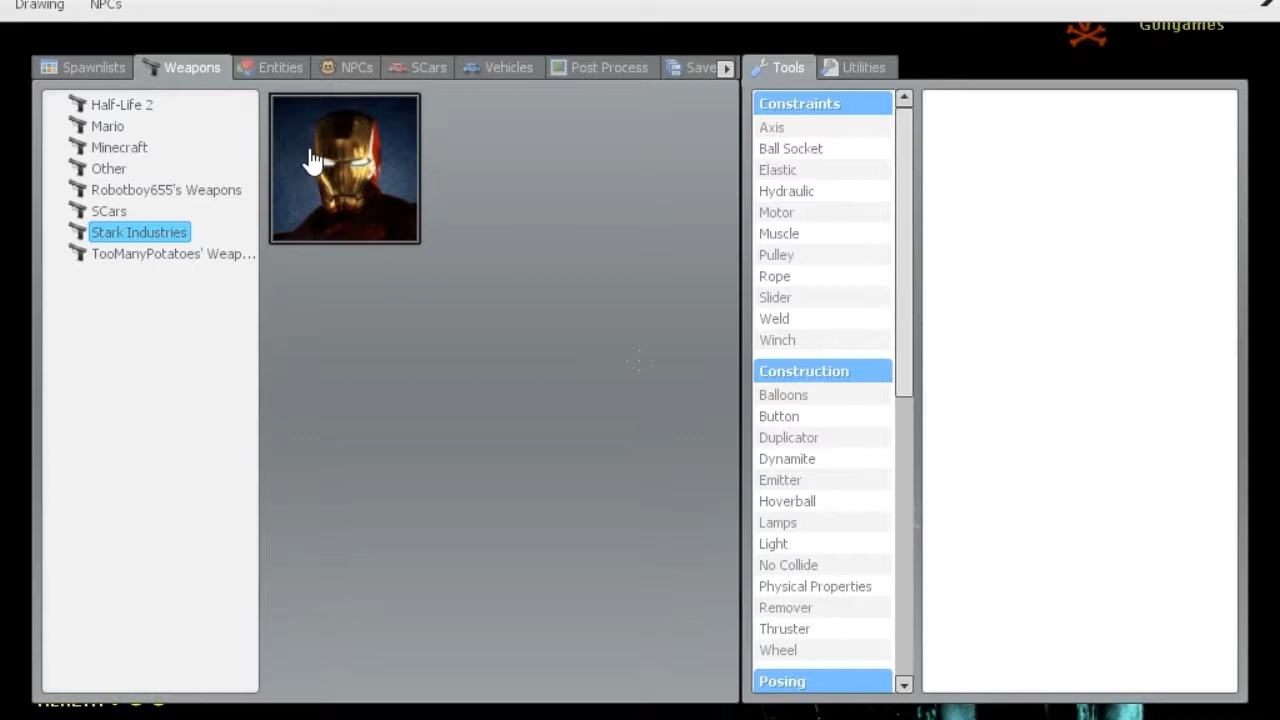 Drawing NPCs
Gungames
Spawnlists Weapons Entities NPCs SCars Vehicles Post Process Save Tools Utilities
Half-Life 2
Mario
Minecraft
Other
Robotboy655's Weapons
SCars
Stark Industries
TooManyPotatoes' Weap...
Constraints
Axis
Ball Socket
Elastic
Hydraulic
Motor
Muscle
Pulley
Rope
Slider
Weld
Winch
Construction
Balloons
Button
Duplicator
Dynamite
Emitter
Hoverball
Lamps
Light
No Collide
Physical Properties
Remover
Thruster
Wheel
Posing